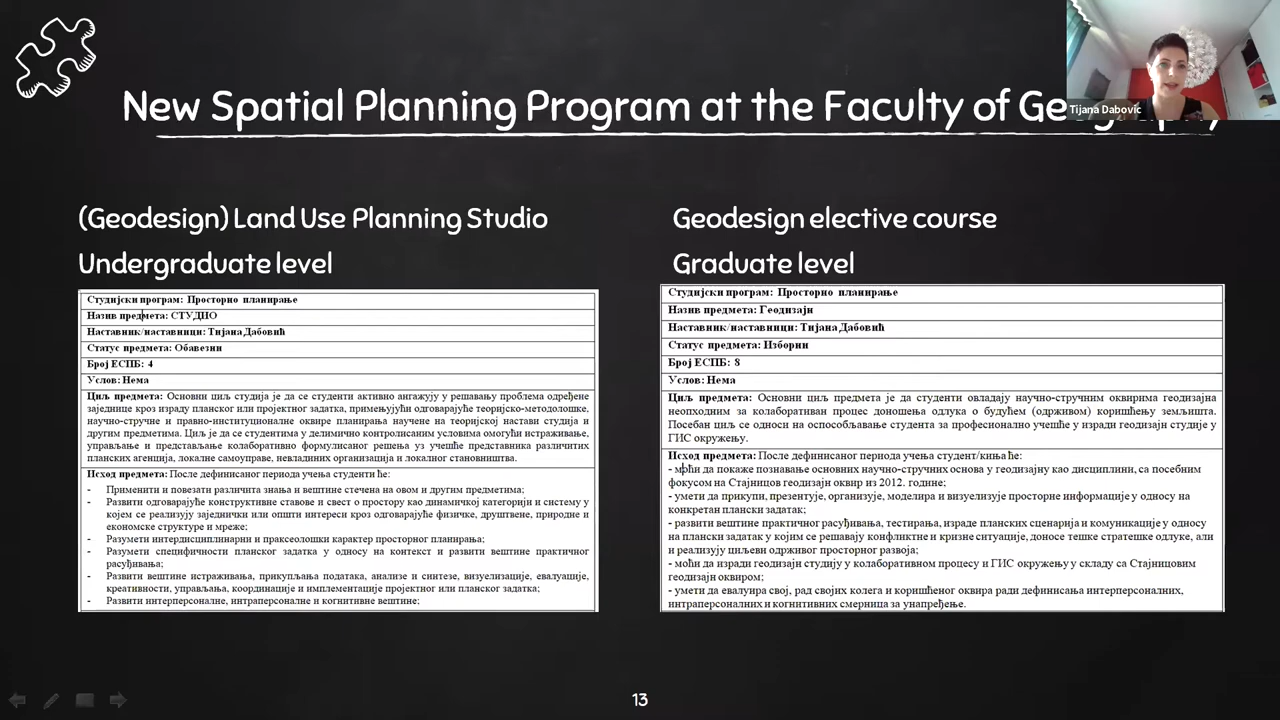 New Spatial Planning Program at the Faculty of Ge
Tijana Dabovic
(Geodesign) Land Use Planning Studio
Undergraduate level
Студијски програм: Просторно планирање
Назив предмета: СТУДИО
Наставник/наставници: Тијана Дабовић
Статус предмета: Обавезни
Број ЕСПБ: 4
Услов: Нема
Циљ предмета: Основни циљ студија је да се студенти активно ангажују у решавању проблема одређене
заједнице кроз израду планског или пројектног задатка, примењујући одговарајуће теоријско-методолошке,
научно-стручне и правно-институционалне оквире планирања научене на теоријској настави студија и
другим предметима. Циљ је да се студентима у делимично контролисаним условима омогући истраживање,
управљање и представљање колаборативно формулисаног решења уз учешће представника различитих
планских агенција, локалне самоуправе, невладиних организација и локалног становништва.
Исход предмета: После дефинисаног периода учења студенти ће:
- Применити и повезати различита знања и вештине стечена на овом и другим предметима;
- Развити одговарајуће конструктивне ставове и свест о простору као динамичкој категорији и систему у
којем се реализују заједнички или општи интереси кроз одговарајуће физичке, друштвене, природне и
економске структуре и мреже;
- Разумети интердисциплинарни и праксеолошки карактер просторног планирања;
- Разумети специфичности планског задатка у односу на контекст и развити вештине практичног
расуђивања;
- Развити вештине истраживања, прикупљања података, анализе и синтезе, визуелизације, евалуације,
креативности, управљања, координације и имплементације пројектног или планског задатка;
- Развити интерперсоналне, интраперсоналне и когнитивне вештине;
Geodesign elective course
Graduate level
Студијски програм: Просторно планирање
Назив предмета: Геодизајн
Наставник/наставници: Тијана Дабовић
Статус предмета: Изборни
Број ЕСПБ: 8
Услов: Нема
Циљ предмета: Основни циљ предмета је да студенти овладају научно-стручним оквирима геодизајна
неопходним за колаборативан процес доношења одлука о будућем (одрживом) коришћењу земљишта.
Посебан циљ се односи на оспособљавање студента за професионално учешће у изради геодизајн студије у
ГИС окружењу.
Исход предмета: После дефинисаног периода учења студент/киња ће:
- моћи да покаже познавање основних научно-стручних основа у геодизајну као дисциплини, са посебним
фокусом на Стајницов геодизајн оквир из 2012. године;
- умети да прикупи, презентује, организује, моделира и визуелизује просторне информације у односу на
конкретан плански задатак;
- развити вештине практичног расуђивања, тестирања, израде планских сценарија и комуникације у односу
на плански задатак у којим се решавају конфликтне и кризне ситуације, доносе тешке стратешке одлуке, али
и реализују циљеви одрживог просторног развоја;
- моћи да изради геодизајн студију у колаборативном процесу и ГИС окружењу у складу са Стајницовим
геодизајн оквиром;
- умети да евалуира свој, рад својих колега и коришћеног оквира ради дефинисања интерперсоналних,
интраперсоналних и когнитивних смерница за унапређење.
13